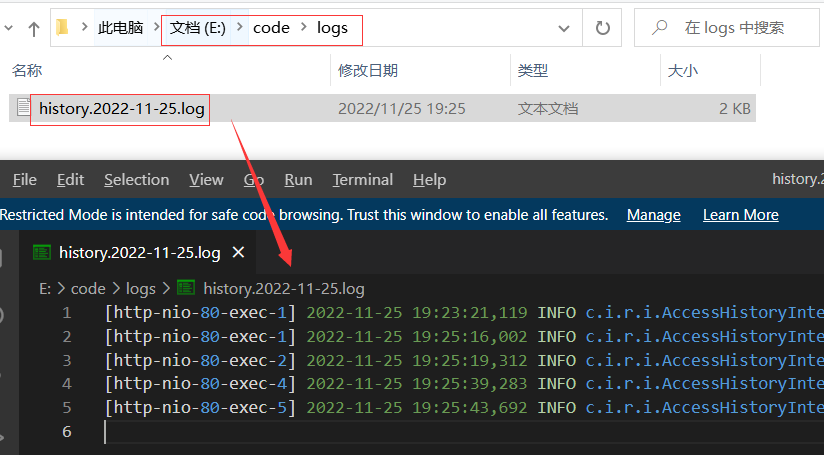 此电脑 文档 (E:) code logs 在 logs 中搜索
名称 修改日期 类型 大小
history.2022-11-25.log 2022/11/25 19:25 文本文档 2 KB
File Edit Selection View Go Run Terminal Help history.2
Restricted Mode is intended for safe code browsing. Trust this window to enable all features. Manage Learn More
history.2022-11-25.log
E: code logs history.2022-11-25.log
1 [http-nio-80-exec-1] 2022-11-25 19:23:21,119 INFO c.i.r.i.AccessHistoryInte
2 [http-nio-80-exec-1] 2022-11-25 19:25:16,002 INFO c.i.r.i.AccessHistoryInte
3 [http-nio-80-exec-2] 2022-11-25 19:25:19,312 INFO c.i.r.i.AccessHistoryInte
4 [http-nio-80-exec-4] 2022-11-25 19:25:39,283 INFO c.i.r.i.AccessHistoryInte
5 [http-nio-80-exec-5] 2022-11-25 19:25:43,692 INFO c.i.r.i.AccessHistoryInte
6